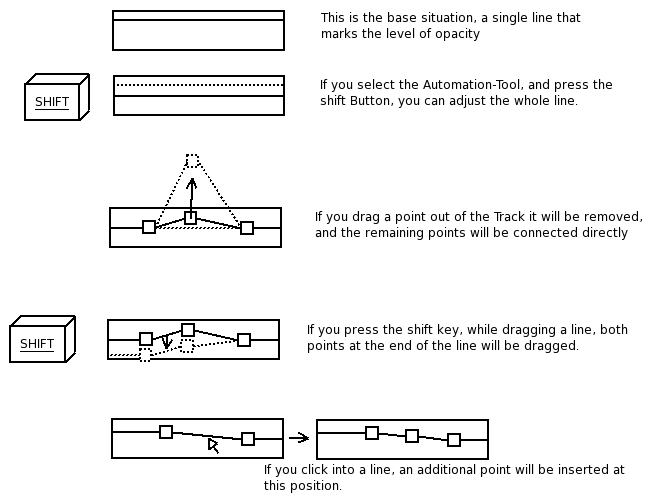 This is the base situation, a single line that
marks the level of opacity
SHIFT
If you select the Automation-Tool, and press the
shift Button, you can adjust the whole line.
If you drag a point out of the Track it will be removed,
and the remaining points will be connected directly
SHIFT
If you press the shift key, while dragging a line, both
points at the end of the line will be dragged.
If you click into a line, an additional point will be inserted at
this position.